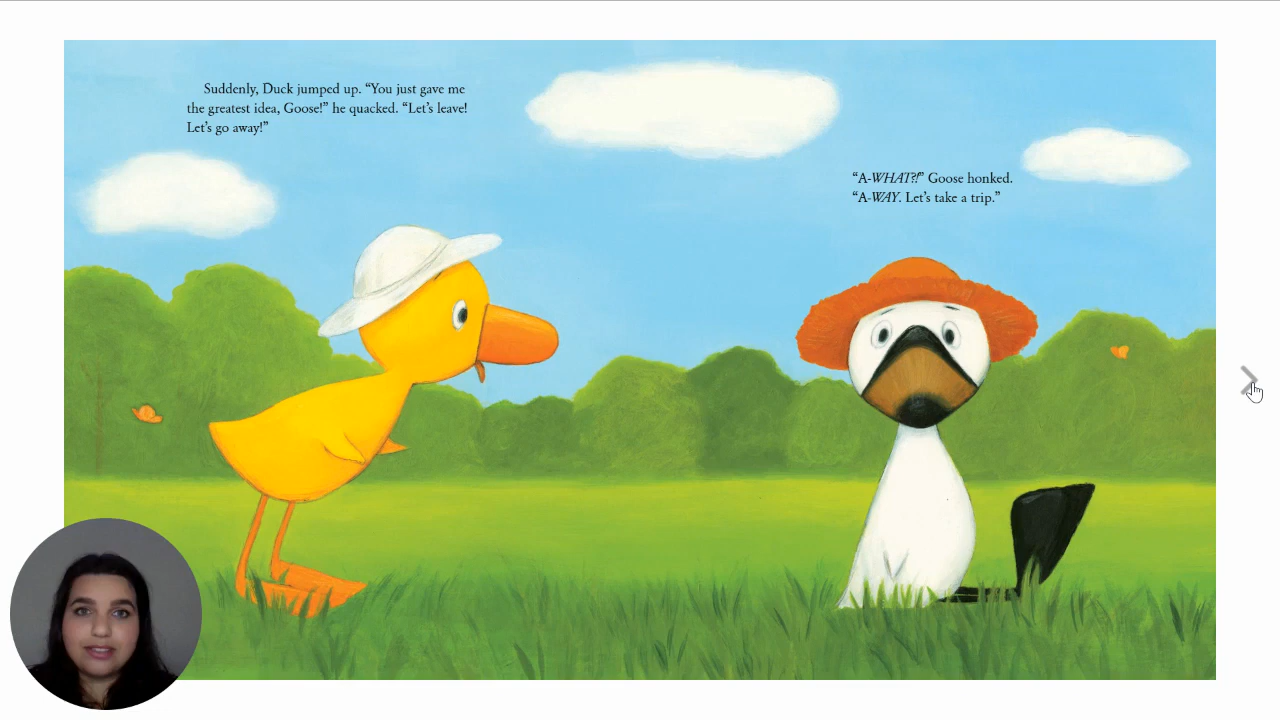 Suddenly, Duck jumped up. “You just gave me
the greatest idea, Goose!” he quacked. “Let’s leave!
Let’s go away!”
“A-WHAT?!” Goose honked.
“A-WAY. Let’s take a trip.”